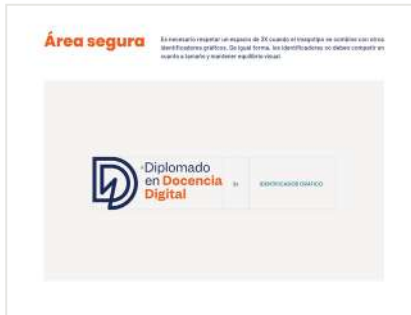 Área segura
Es necesario respetar un espacio de 2X cuando el imagotipo se combine con otros
identificadores gráficos. De igual forma, los identificadores no deben competir en
cuanto a tamaño y mantener equilibrio visual.
Diplomado
en Docencia
Digital
2x
IDENTIFICADOR GRÁFICO